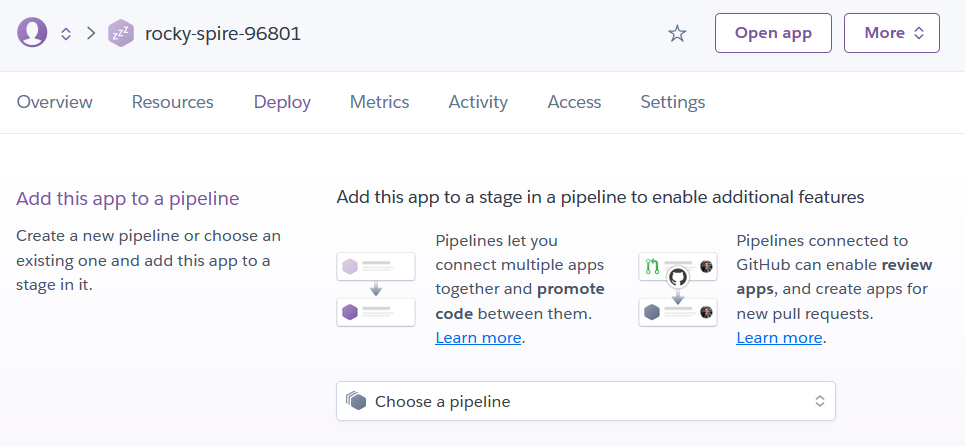 zzz
rocky-spire-96801
Open app
More
Overview
Resources
Deploy
Metrics
Activity
Access
Settings
Add this app to a pipeline
Create a new pipeline or choose an
existing one and add this app to a
stage in it.
Add this app to a stage in a pipeline to enable additional features
Pipelines let you
connect multiple apps
together and promote
code between them.
Learn more.
Pipelines connected to
GitHub can enable review
apps, and create apps for
new pull requests.
Learn more.
Choose a pipeline